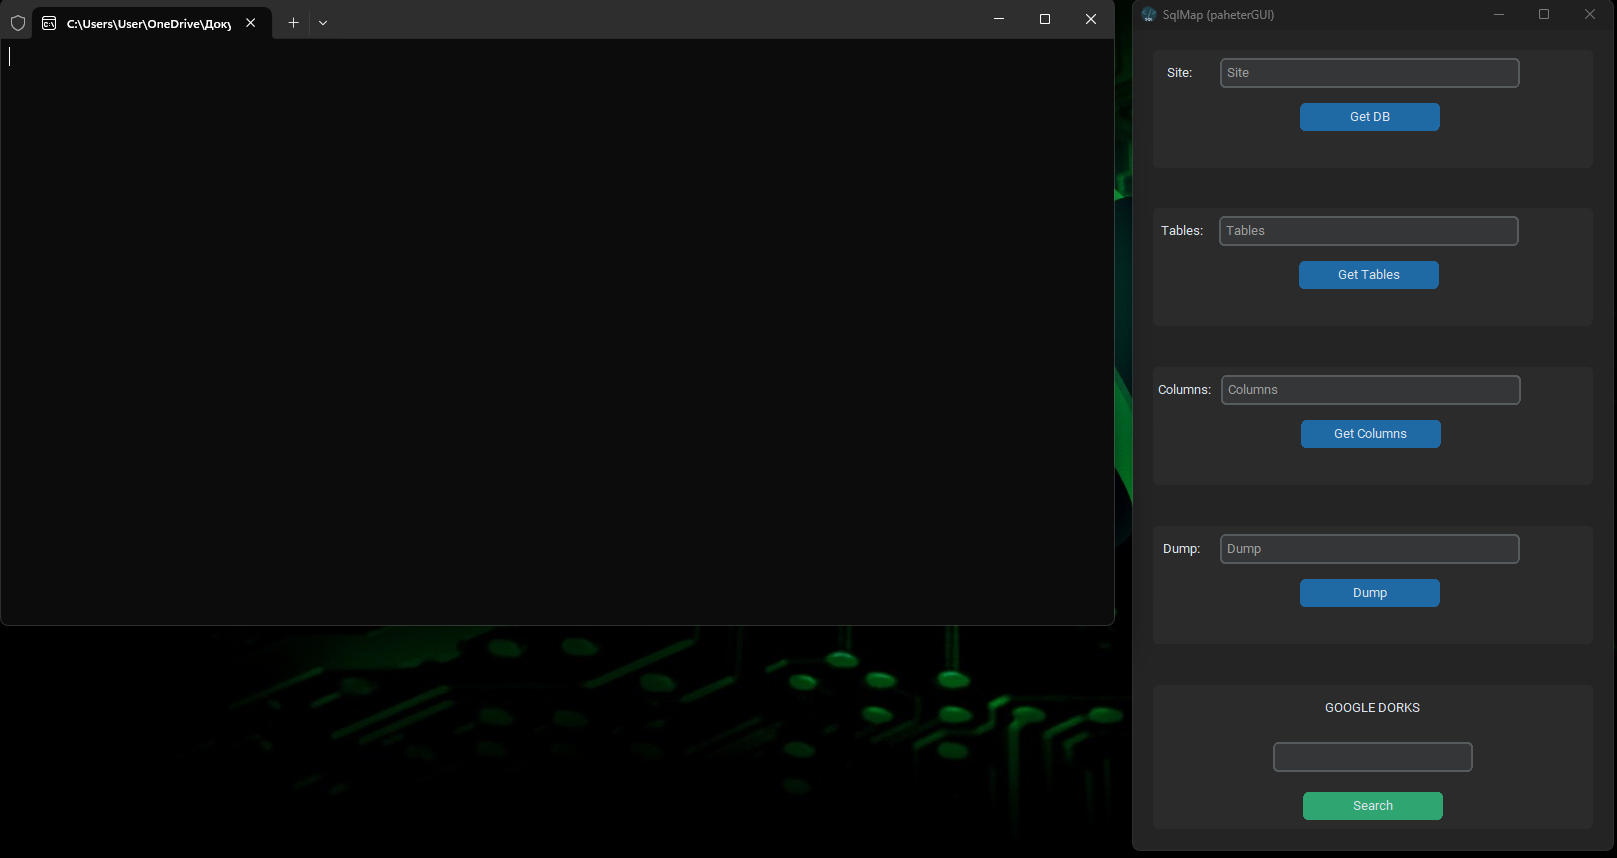 C:\Users\User\OneDrive\Доку
SqlMap (paheterGUI)
Site:
Site
Get DB
Tables:
Tables
Get Tables
Columns:
Columns
Get Columns
Dump:
Dump
Dump
GOOGLE DORKS
Search